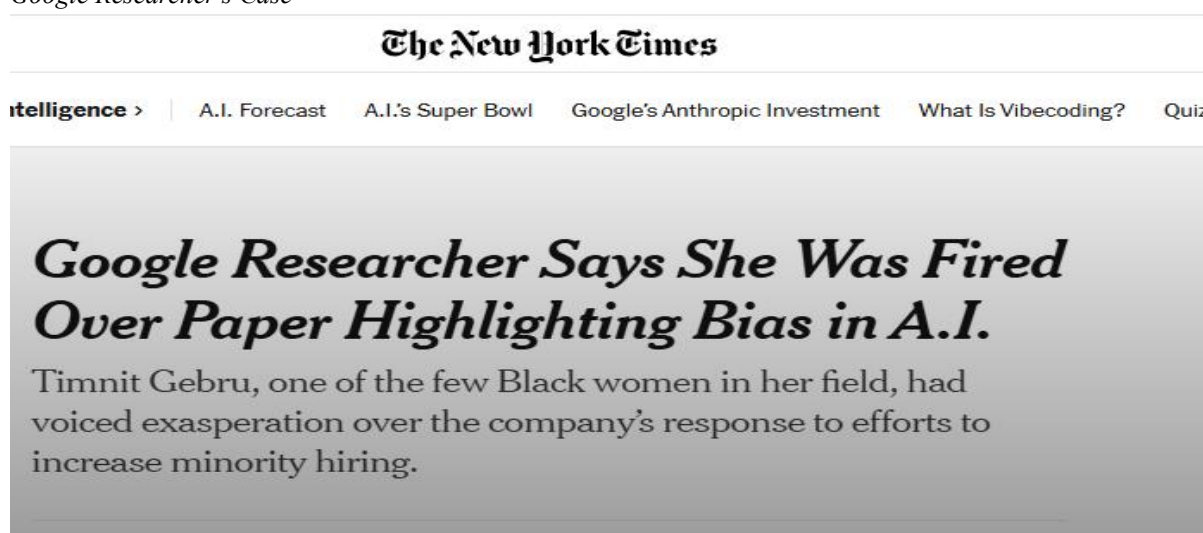 Google Researcher's Case
The New York Times
ntelligence > A.I. Forecast A.I.'s Super Bowl Google's Anthropic Investment What Is Vibecoding? Quiz
Google Researcher Says She Was Fired
Over Paper Highlighting Bias in A.I.
Timnit Gebru, one of the few Black women in her field, had
voiced exasperation over the company's response to efforts to
increase minority hiring.